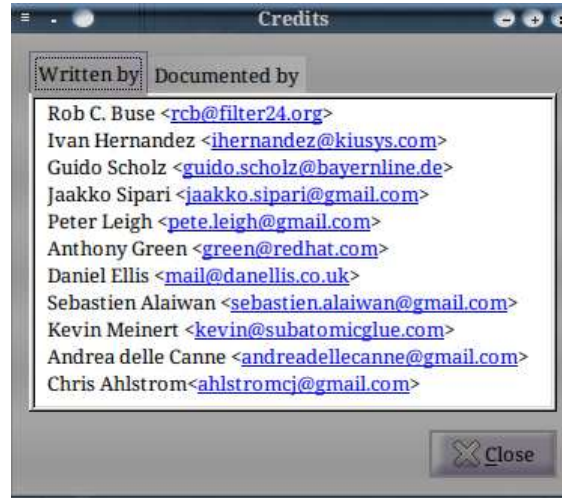 Credits
Written by Documented by
Rob C. Buse <rcb@filter24.org>
Ivan Hernandez <ihernandez@kiusys.com>
Guido Scholz <guido.scholz@bayernline.de>
Jaakko Sipari <jaakko.sipari@gmail.com>
Peter Leigh <pete.leigh@gmail.com>
Anthony Green <green@redhat.com>
Daniel Ellis <mail@danellis.co.uk>
Sebastien Alaiwan <sebastien.alaiwan@gmail.com>
Kevin Meinert <kevin@subatomicglue.com>
Andrea delle Canne <andreadellecanne@gmail.com>
Chris Ahlstrom<ahlstromcj@gmail.com>
Close